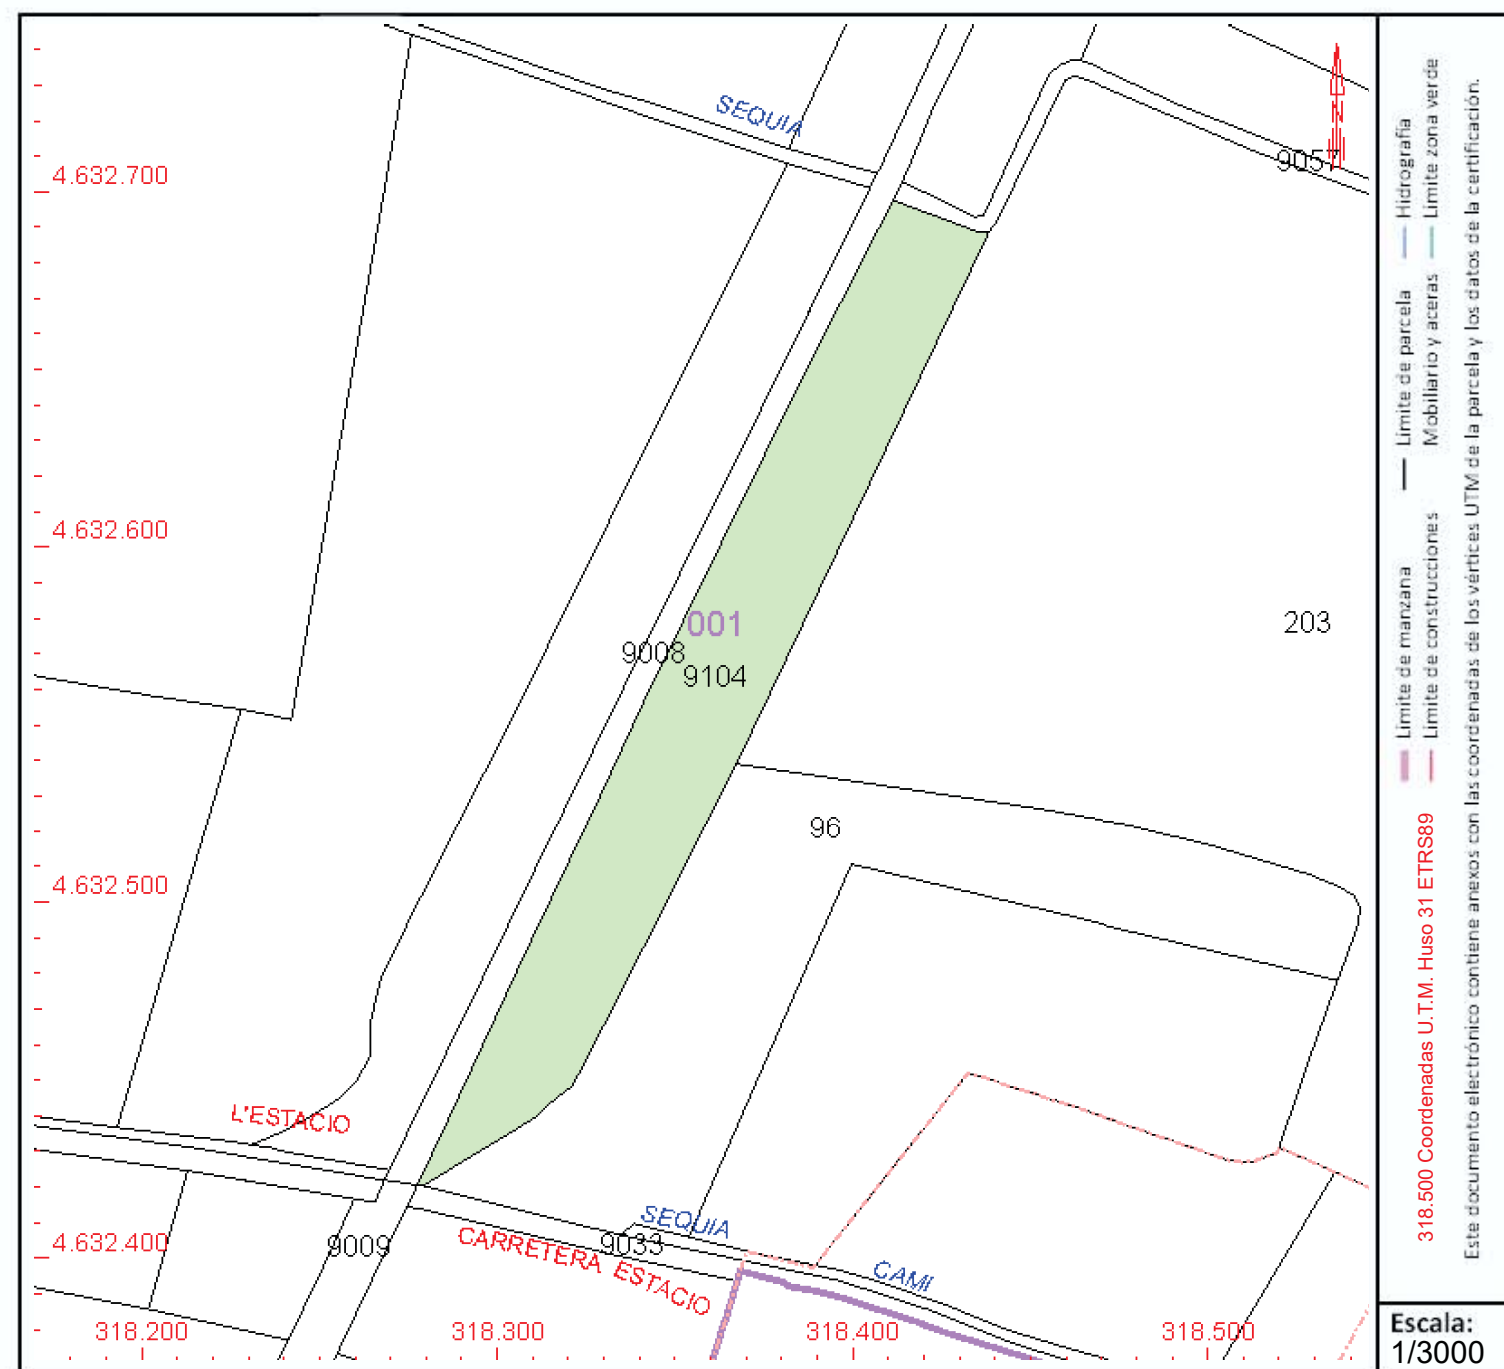 SEQUIA
9057
4.632.700
4.632.600
001
203
9008
9104
96
4.632.500
L'ESTACIO
SEQUIA
4.632.400
9009
CARRETERA ESTACIO
9033
CAMI
318.200
318.300
318.400
318.500
318.500 Coordenadas U.T.M. Huso 31 ETRS89
Límite de manzana
Límite de parcela
Hidrografía
Límite de construcciones
Mobiliario y aceras
Límite zona verde
Este documento electrónico contiene anexos con las coordenadas de los vértices UTM de la parcela y los datos de la certificación.
Escala:
1/3000